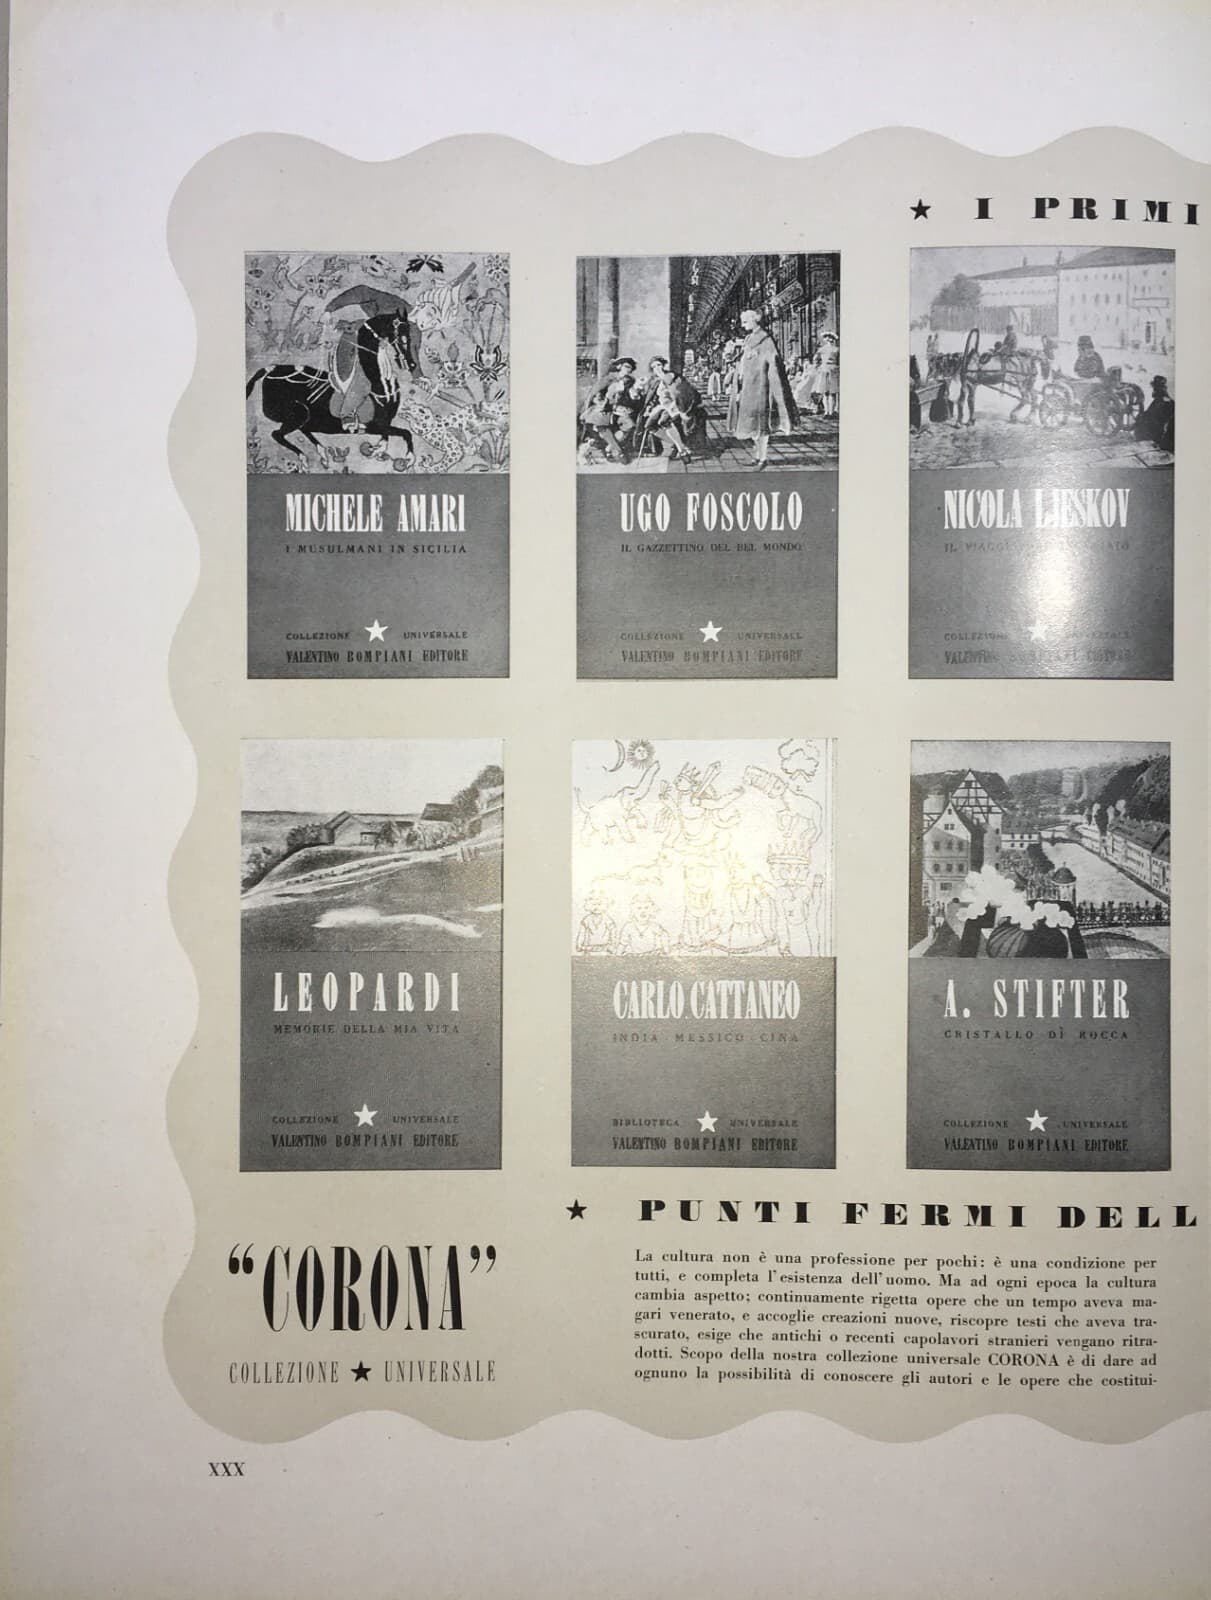 ★ I PRIMI
MICHELE AMARI
I MUSULMANI IN SICILIA
COLLEZIONE ★ UNIVERSALE
VALENTINO BOMPIANI EDITORE
UGO FOSCOLO
IL GAZZETTINO DEL BEL MONDO
COLLEZIONE ★ UNIVERSALE
VALENTINO BOMPIANI EDITORE
NICOLA LJESKOV
IL
COLLEZIONE ★ UNIVERSALE
VALENTINO BOMPIANI EDITORE
LEOPARDI
MEMORIE DELLA MIA VITA
COLLEZIONE ★ UNIVERSALE
VALENTINO BOMPIANI EDITORE
CARLO CATTANEO
INDIA MESSICO CINA
BIBLIOTECA ★ UNIVERSALE
VALENTINO BOMPIANI EDITORE
A. STIFTER
CRISTALLO DI ROCCA
COLLEZIONE ★ UNIVERSALE
VALENTINO BOMPIANI EDITORE
"CORONA"
COLLEZIONE ★ UNIVERSALE
★ PUNTI FERMI DELL
La cultura non è una professione per pochi: è una condizione per
tutti, e completa l'esistenza dell'uomo. Ma ad ogni epoca la cultura
cambia aspetto; continuamente rigetta opere che un tempo aveva ma-
gari venerato, e accoglie creazioni nuove, riscopre testi che aveva tra-
scurato, esige che antichi o recenti capolavori stranieri vengano ritra-
dotti. Scopo della nostra collezione universale CORONA è di dare ad
ognuno la possibilità di conoscere gli autori e le opere che costitui-
XXX